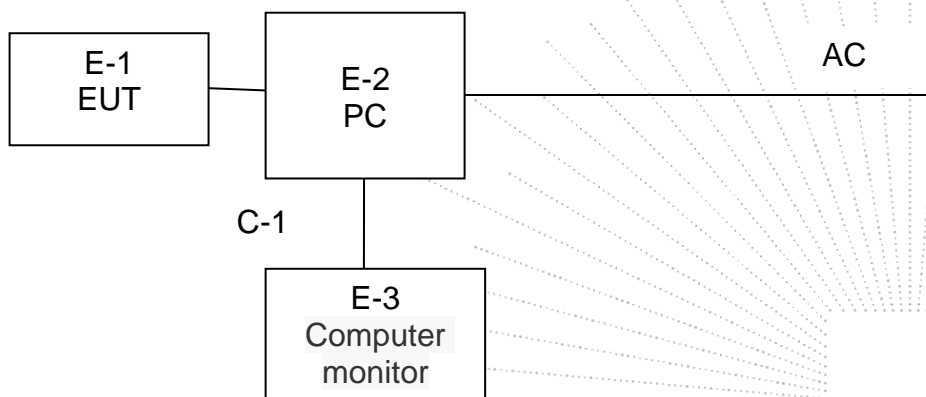 E-1
EUT
E-2
PC
AC
C-1
E-3
Computer
monitor